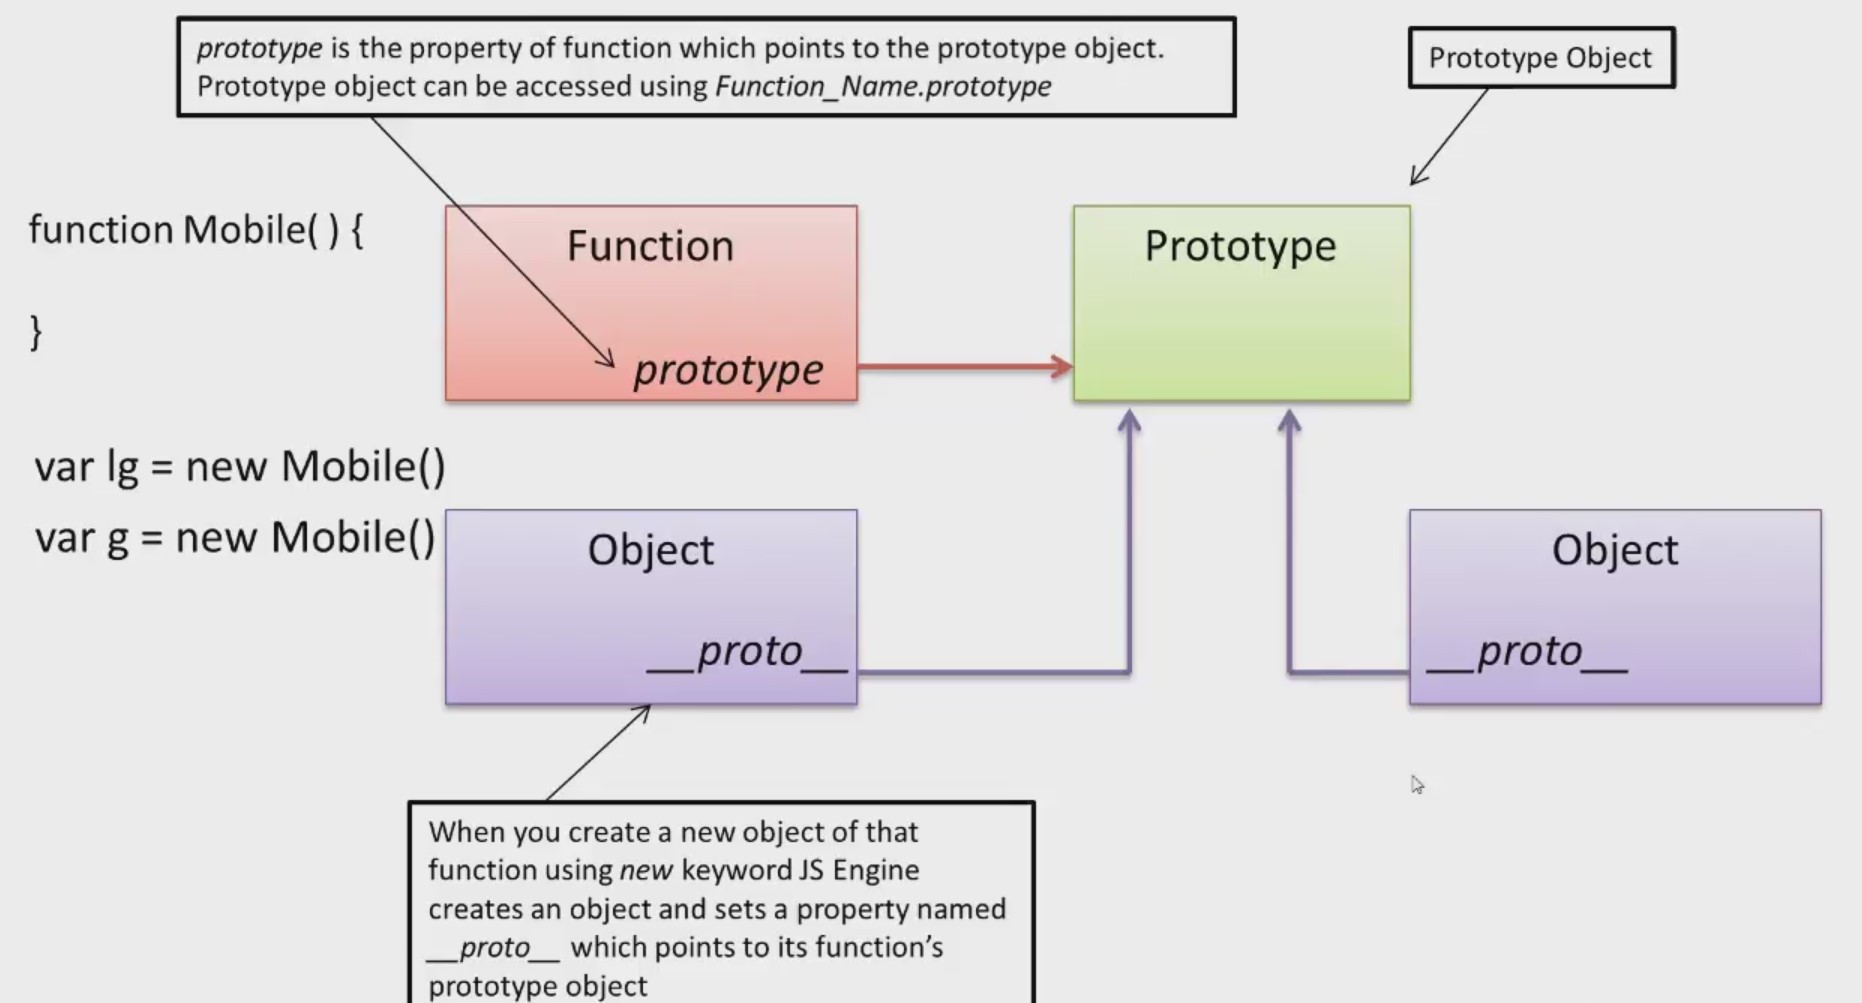 prototype is the property of function which points to the prototype object.
Prototype object can be accessed using Function_Name.prototype
Prototype Object
function Mobile( ) {
}
Function
prototype
Prototype
var lg = new Mobile()
var g = new Mobile()
Object
__proto__
Object
__proto__
When you create a new object of that
function using new keyword JS Engine
creates an object and sets a property named
__proto__ which points to its function’s
prototype object